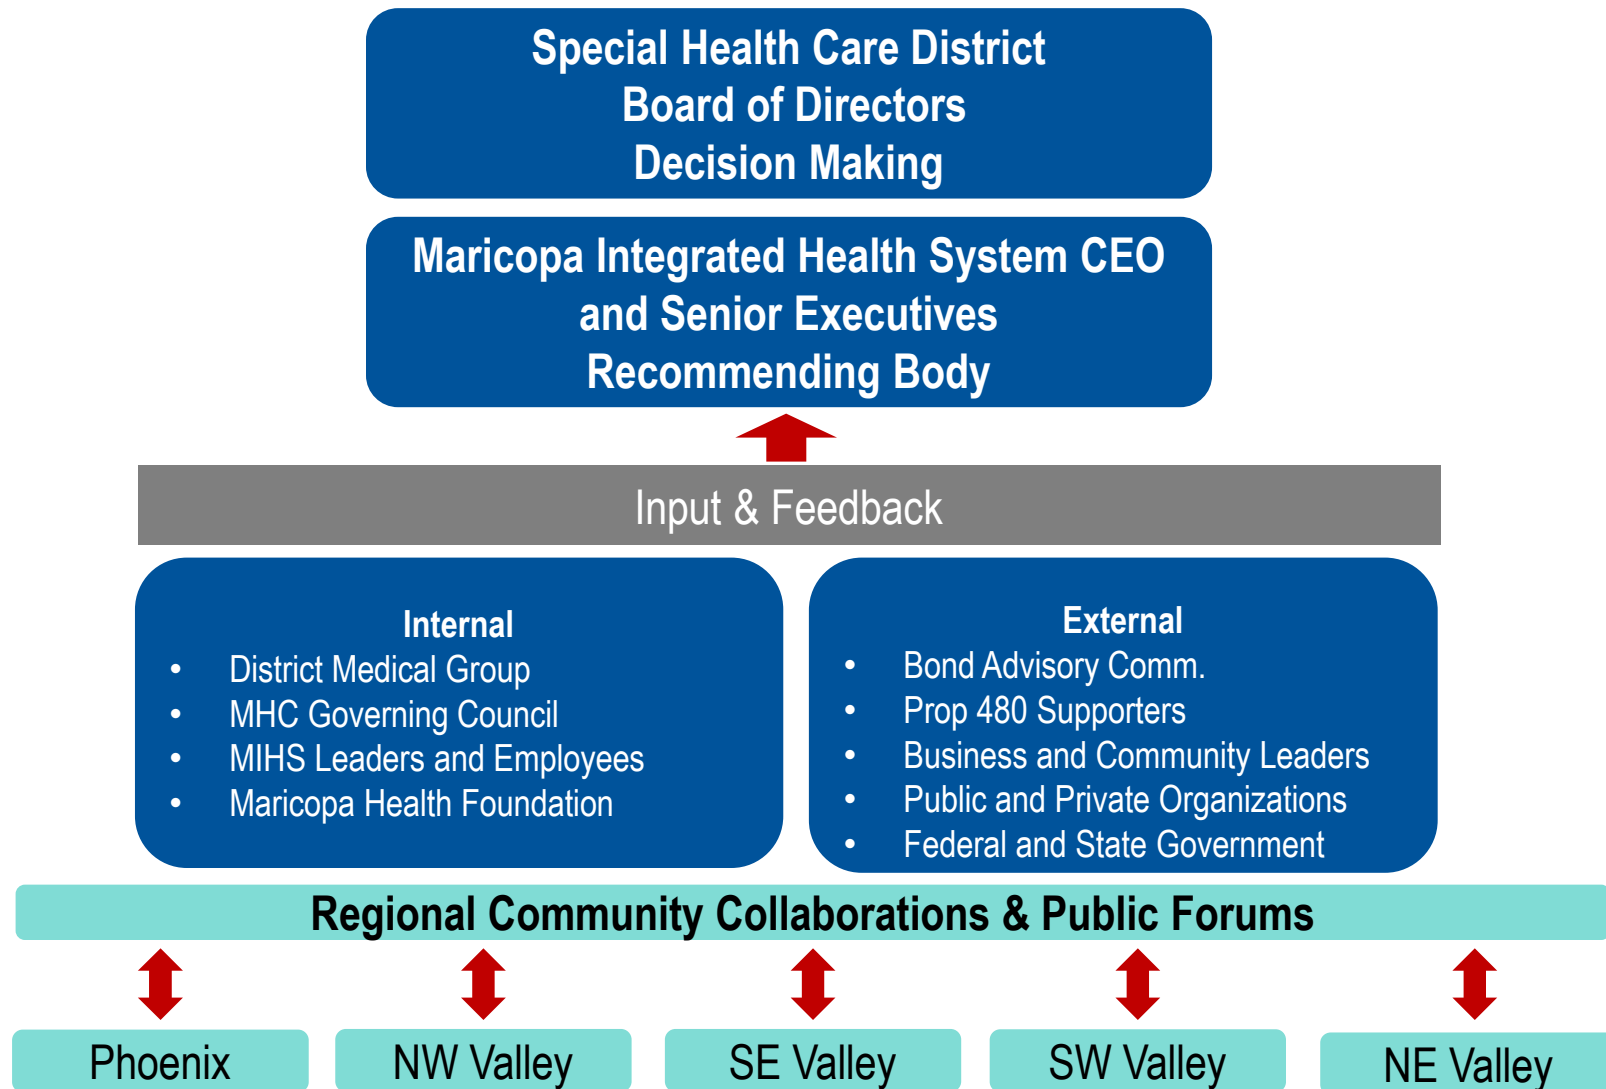 Special Health Care District
Board of Directors
Decision Making
Maricopa Integrated Health System CEO
and Senior Executives
Recommending Body
Input & Feedback
Internal
• District Medical Group
• MHC Governing Council
• MIHS Leaders and Employees
• Maricopa Health Foundation
External
• Bond Advisory Comm.
• Prop 480 Supporters
• Business and Community Leaders
• Public and Private Organizations
• Federal and State Government
Regional Community Collaborations & Public Forums
Phoenix
NW Valley
SE Valley
SW Valley
NE Valley